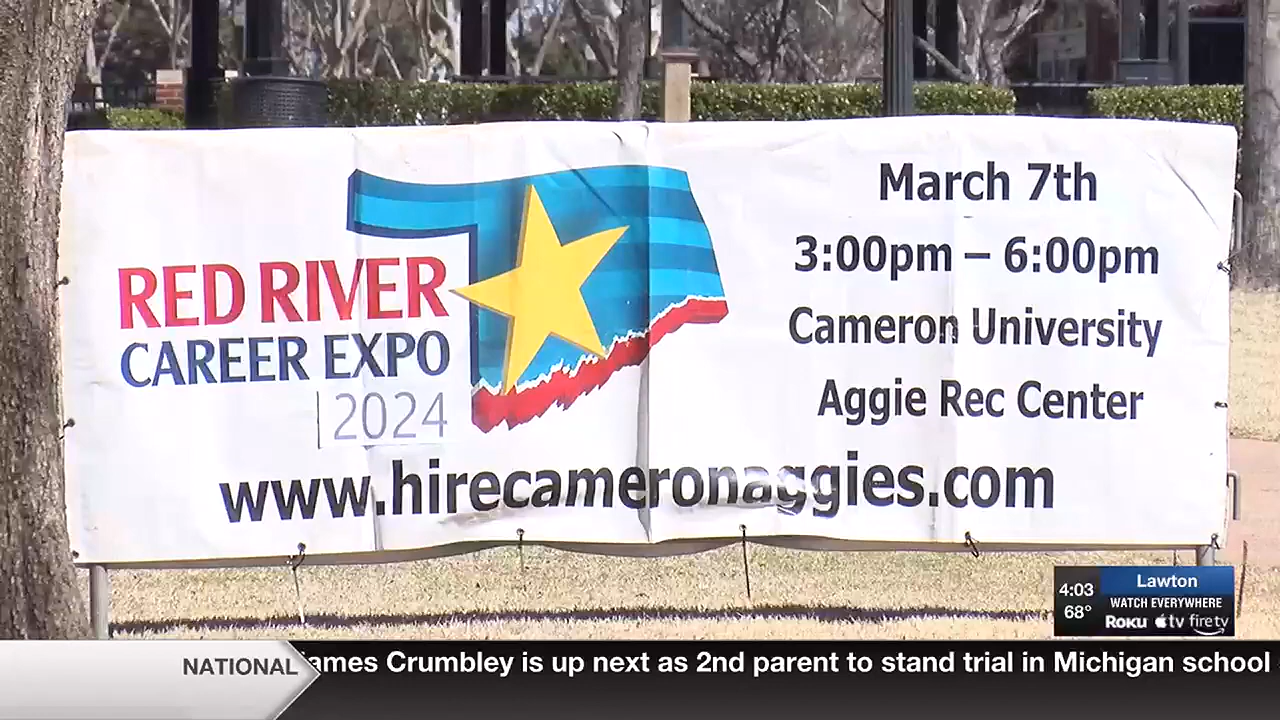 RED RIVER
CAREER EXPO
2024
March 7th
3:00pm – 6:00pm
Cameron University
Aggie Rec Center
www.hirecameronaggies.com
4:03
68°
Lawton
WATCH EVERYWHERE
Roku tv firetv
NATIONAL
James Crumbley is up next as 2nd parent to stand trial in Michigan school